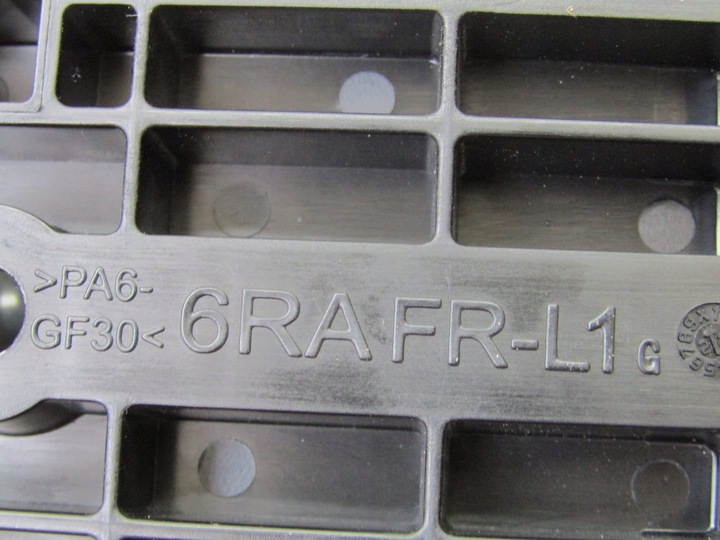 >PA6-
GF30<
6RA FR-L1 G